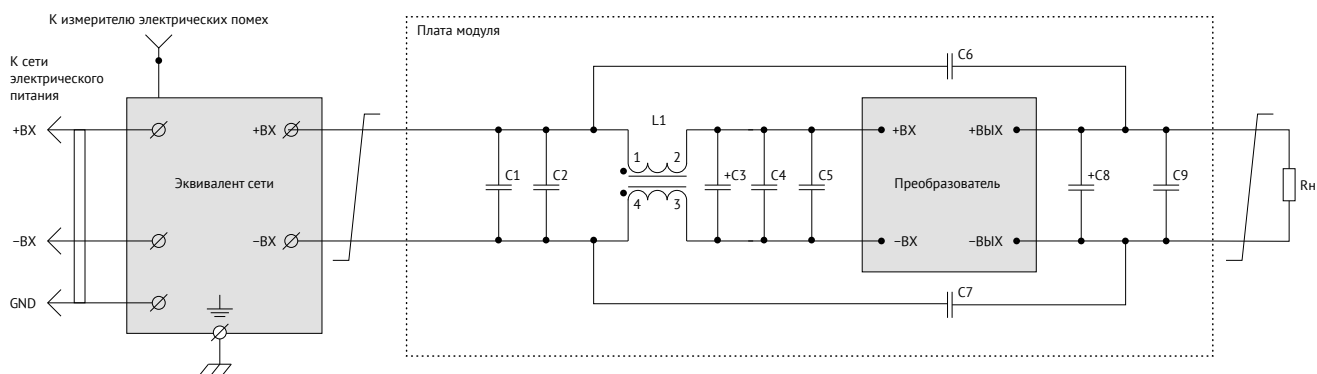 К измерителю электрических помех
К сети
электрического
питания
Плата модуля
+ВХ
−ВХ
GND
Эквивалент сети
+ВХ
−ВХ
C1
C2
L1
1
2
4
3
+C3
C4
C5
C6
C7
+ВХ
−ВХ
Преобразователь
+ВЫХ
−ВЫХ
+C8
C9
Rн